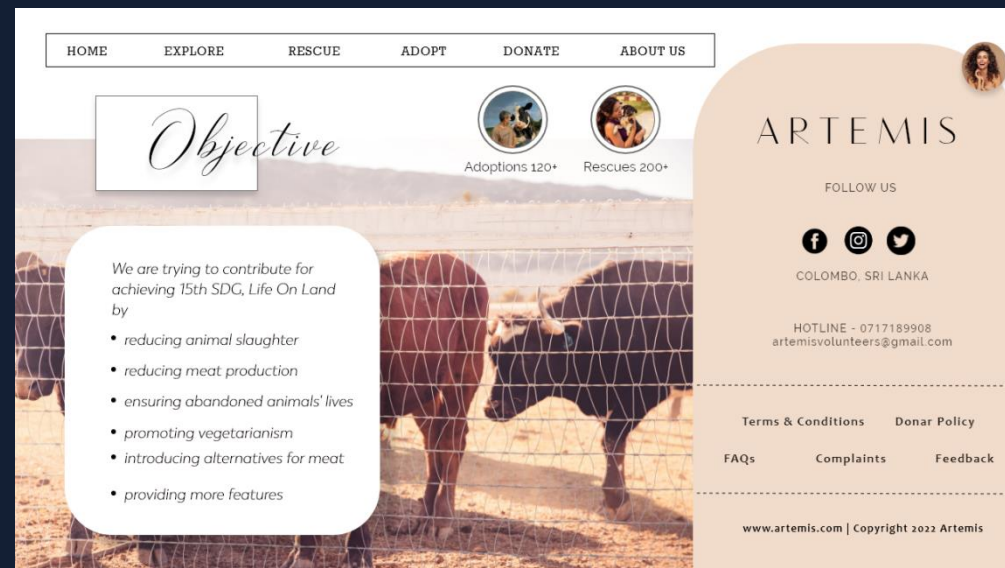 HOME EXPLORE RESCUE ADOPT DONATE ABOUT US
Objective
Adoptions 120+ Rescues 200+
We are trying to contribute for
achieving 15th SDG, Life On Land
by
• reducing animal slaughter
• reducing meat production
• ensuring abandoned animals' lives
• promoting vegetarianism
• introducing alternatives for meat
• providing more features
ARTEMIS
FOLLOW US
COLOMBO, SRI LANKA
HOTLINE - 0717189908
artemisvolunteers@gmail.com
Terms & Conditions Donar Policy
FAQs Complaints Feedback
www.artemis.com | Copyright 2022 Artemis